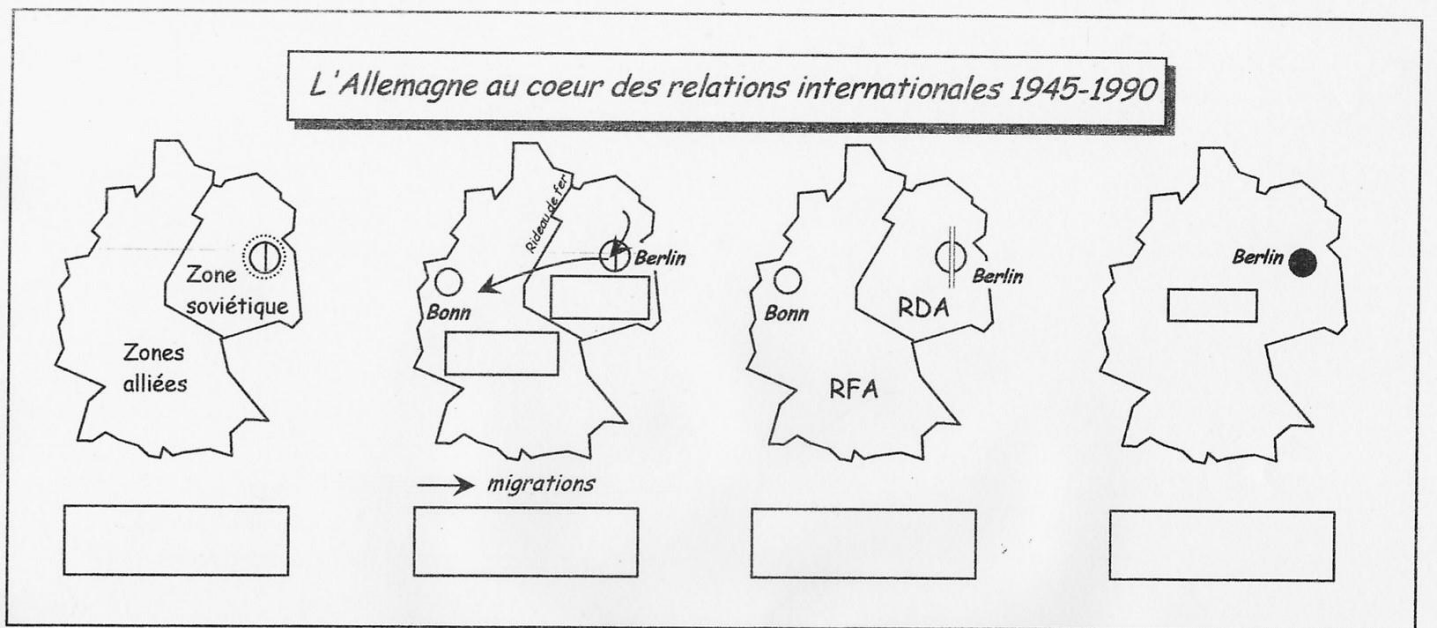 L'Allemagne au coeur des relations internationales 1945-1990
Zone
soviétique
Zones
alliées
Rideau de fer
Berlin
Bonn
migrations
Berlin
Bonn
RDA
RFA
Berlin